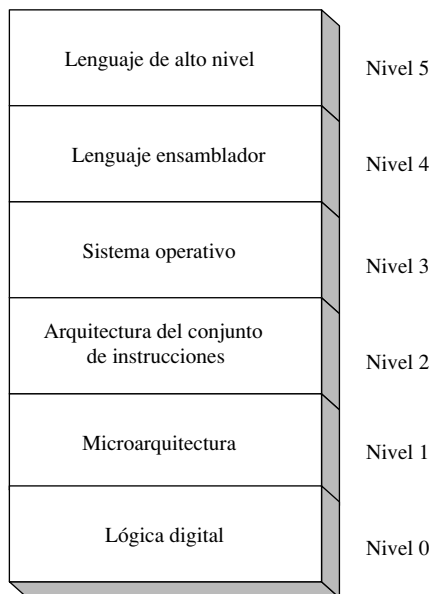 Lenguaje de alto nivel
Nivel 5
Lenguaje ensamblador
Nivel 4
Sistema operativo
Nivel 3
Arquitectura del conjunto
de instrucciones
Nivel 2
Microarquitectura
Nivel 1
Lógica digital
Nivel 0